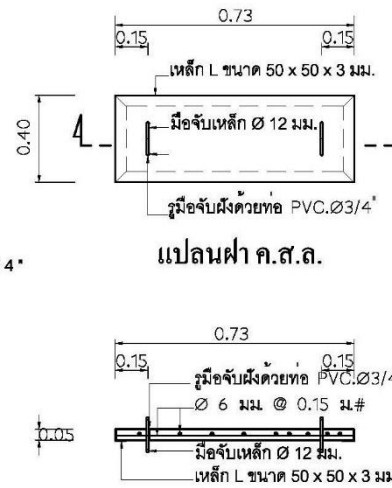 0.73
0.15 0.15
เหล็ก L ขนาด 50 x 50 x 3 มม.
0.40
มือจับเหล็ก Ø 12 มม.
รูมือจับฝังด้วยท่อ PVC.Ø3/4"
แปลนฝา ค.ส.ล.
4"
0.73
0.15 0.15
รูมือจับฝังด้วยท่อ PVC.Ø3/4
Ø 6 มม. @ 0.15 ม.#
0.05
มือจับเหล็ก Ø 12 มม.
เหล็ก L ขนาด 50 x 50 x 3 มม